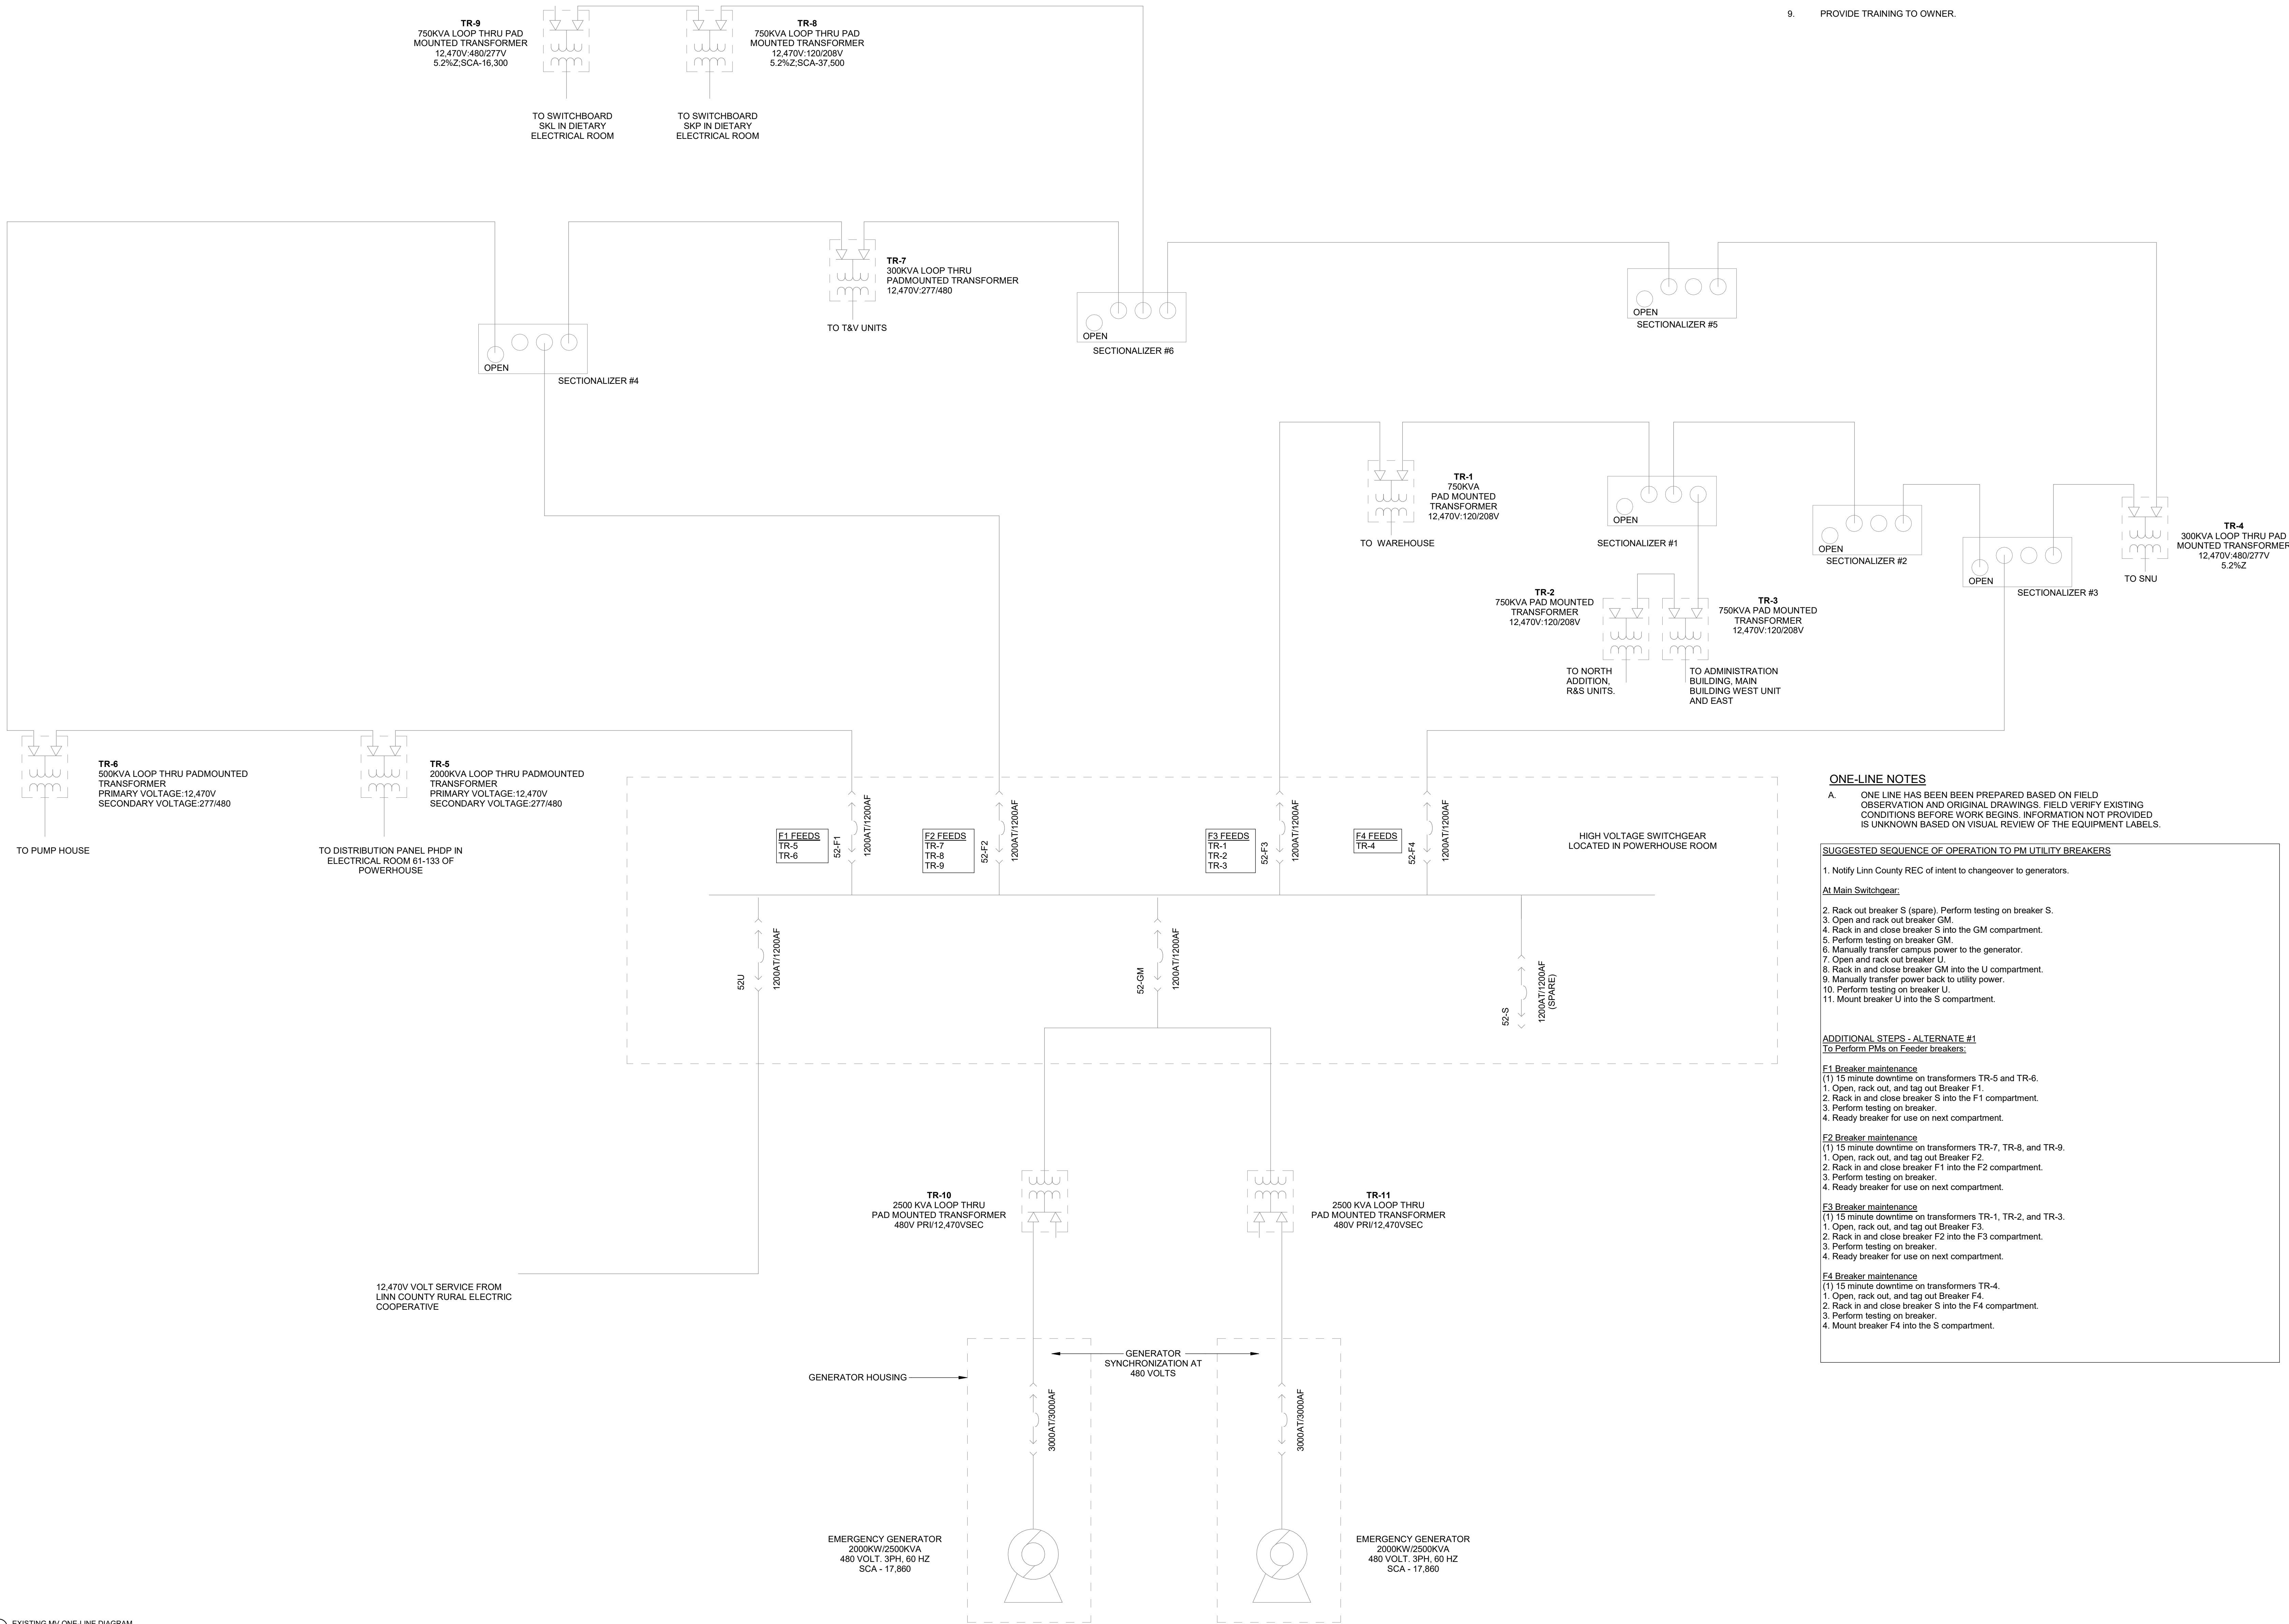 9. PROVIDE TRAINING TO OWNER.
TR-9
750KVA LOOP THRU PAD
MOUNTED TRANSFORMER
12,470V:480/277V
5.2%Z;SCA-16,300
TR-8
750KVA LOOP THRU PAD
MOUNTED TRANSFORMER
12,470V:120/208V
5.2%Z;SCA-37,500
TO SWITCHBOARD
SKL IN DIETARY
ELECTRICAL ROOM
TO SWITCHBOARD
SKP IN DIETARY
ELECTRICAL ROOM
TR-7
300KVA LOOP THRU
PADMOUNTED TRANSFORMER
12,470V:277/480
TO T&V UNITS
OPEN
SECTIONALIZER #6
OPEN
SECTIONALIZER #5
OPEN
SECTIONALIZER #4
TR-1
750KVA
PAD MOUNTED
TRANSFORMER
12,470V:120/208V
TO WAREHOUSE
OPEN
SECTIONALIZER #1
OPEN
SECTIONALIZER #2
OPEN
SECTIONALIZER #3
TR-4
300KVA LOOP THRU PAD
MOUNTED TRANSFORMER
12,470V:480/277V
5.2%Z
TO SNU
TR-2
750KVA PAD MOUNTED
TRANSFORMER
12,470V:120/208V
TR-3
750KVA PAD MOUNTED
TRANSFORMER
12,470V:120/208V
TO NORTH
ADDITION,
R&S UNITS.
TO ADMINISTRATION
BUILDING, MAIN
BUILDING WEST UNIT
AND EAST
TR-6
500KVA LOOP THRU PADMOUNTED
TRANSFORMER
PRIMARY VOLTAGE:12,470V
SECONDARY VOLTAGE:277/480
TO PUMP HOUSE
TR-5
2000KVA LOOP THRU PADMOUNTED
TRANSFORMER
PRIMARY VOLTAGE:12,470V
SECONDARY VOLTAGE:277/480
TO DISTRIBUTION PANEL PHDP IN
ELECTRICAL ROOM 61-133 OF
POWERHOUSE
F1 FEEDS
TR-5
TR-6
52-F1
1200AT/1200AF
F2 FEEDS
TR-7
TR-8
TR-9
52-F2
1200AT/1200AF
F3 FEEDS
TR-1
TR-2
TR-3
52-F3
1200AT/1200AF
F4 FEEDS
TR-4
52-F4
1200AT/1200AF
HIGH VOLTAGE SWITCHGEAR
LOCATED IN POWERHOUSE ROOM
52U
1200AT/1200AF
52-GM
1200AT/1200AF
52-S
1200AT/1200AF
(SPARE)
ONE-LINE NOTES
A. ONE LINE HAS BEEN BEEN PREPARED BASED ON FIELD
OBSERVATION AND ORIGINAL DRAWINGS. FIELD VERIFY EXISTING
CONDITIONS BEFORE WORK BEGINS. INFORMATION NOT PROVIDED
IS UNKNOWN BASED ON VISUAL REVIEW OF THE EQUIPMENT LABELS.
SUGGESTED SEQUENCE OF OPERATION TO PM UTILITY BREAKERS
1. Notify Linn County REC of intent to changeover to generators.
At Main Switchgear:
2. Rack out breaker S (spare). Perform testing on breaker S.
3. Open and rack out breaker GM.
4. Rack in and close breaker S into the GM compartment.
5. Perform testing on breaker GM.
6. Manually transfer campus power to the generator.
7. Open and rack out breaker U.
8. Rack in and close breaker GM into the U compartment.
9. Manually transfer power back to utility power.
10. Perform testing on breaker U.
11. Mount breaker U into the S compartment.
ADDITIONAL STEPS - ALTERNATE #1
To Perform PMs on Feeder breakers:
F1 Breaker maintenance
(1) 15 minute downtime on transformers TR-5 and TR-6.
1. Open, rack out, and tag out Breaker F1.
2. Rack in and close breaker S into the F1 compartment.
3. Perform testing on breaker.
4. Ready breaker for use on next compartment.
F2 Breaker maintenance
(1) 15 minute downtime on transformers TR-7, TR-8, and TR-9.
1. Open, rack out, and tag out Breaker F2.
2. Rack in and close breaker F1 into the F2 compartment.
3. Perform testing on breaker.
4. Ready breaker for use on next compartment.
F3 Breaker maintenance
(1) 15 minute downtime on transformers TR-1, TR-2, and TR-3.
1. Open, rack out, and tag out Breaker F3.
2. Rack in and close breaker F2 into the F3 compartment.
3. Perform testing on breaker.
4. Ready breaker for use on next compartment.
F4 Breaker maintenance
(1) 15 minute downtime on transformers TR-4.
1. Open, rack out, and tag out Breaker F4.
2. Rack in and close breaker S into the F4 compartment.
3. Perform testing on breaker.
4. Mount breaker F4 into the S compartment.
TR-10
2500 KVA LOOP THRU
PAD MOUNTED TRANSFORMER
480V PRI/12,470VSEC
TR-11
2500 KVA LOOP THRU
PAD MOUNTED TRANSFORMER
480V PRI/12,470VSEC
12,470V VOLT SERVICE FROM
LINN COUNTY RURAL ELECTRIC
COOPERATIVE
GENERATOR
SYNCHRONIZATION AT
480 VOLTS
GENERATOR HOUSING
3000AT/3000AF
3000AT/3000AF
EMERGENCY GENERATOR
2000KW/2500KVA
480 VOLT. 3PH, 60 HZ
SCA - 17,860
EMERGENCY GENERATOR
2000KW/2500KVA
480 VOLT. 3PH, 60 HZ
SCA - 17,860
EXISTING MV ONE-LINE DIAGRAM